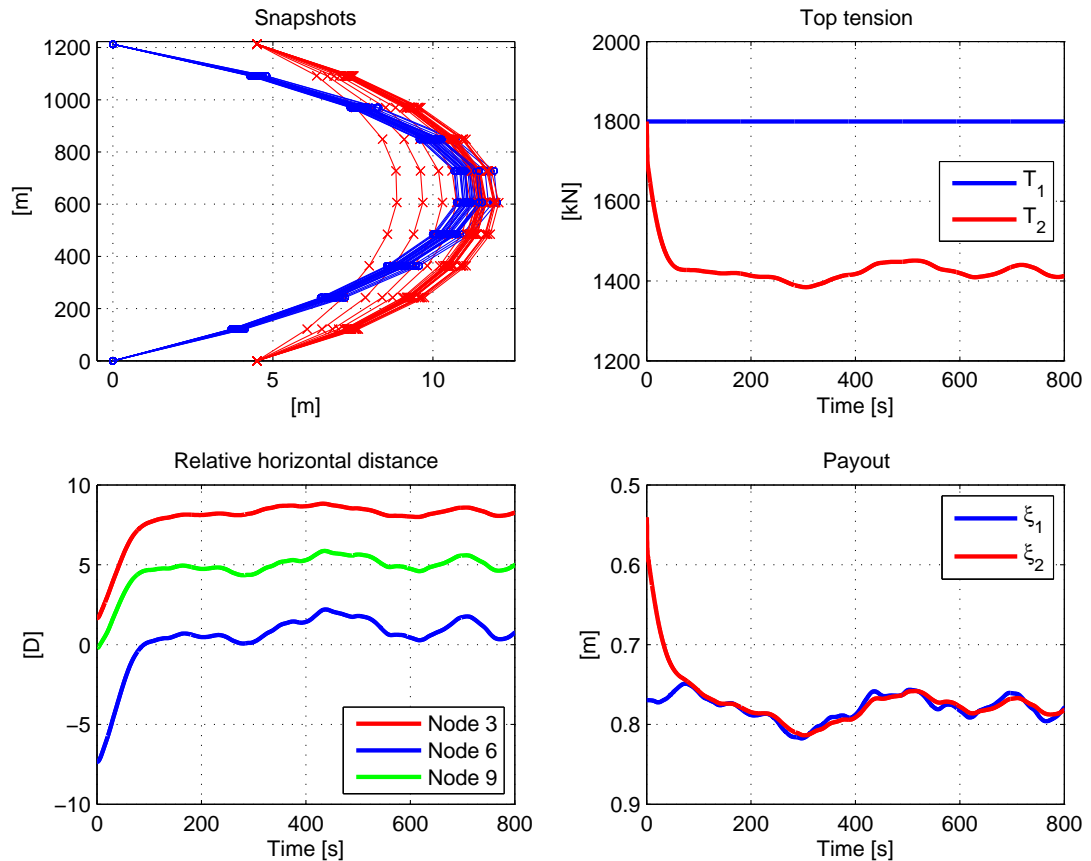 Snapshots
1200
1000
800
600
400
200
0
[m]
0
5
10
[m]
Top tension
2000
1800
1600
1400
1200
[kN]
T₁
T₂
0
200
400
600
800
Time [s]
Relative horizontal distance
10
5
0
−5
−10
[D]
Node 3
Node 6
Node 9
0
200
400
600
800
Time [s]
Payout
0.5
0.6
0.7
0.8
0.9
[m]
ξ₁
ξ₂
0
200
400
600
800
Time [s]